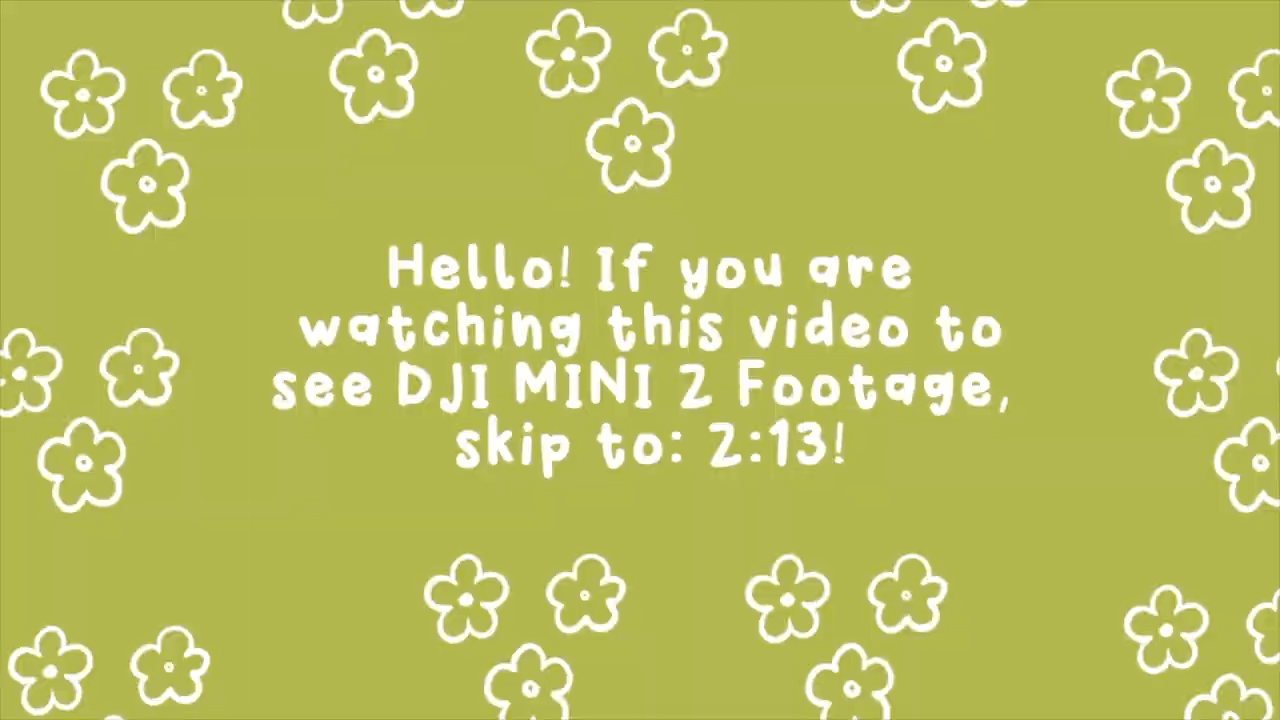 Hello! If you are
watching this video to
see DJI MINI 2 Footage,
skip to: 2:13!